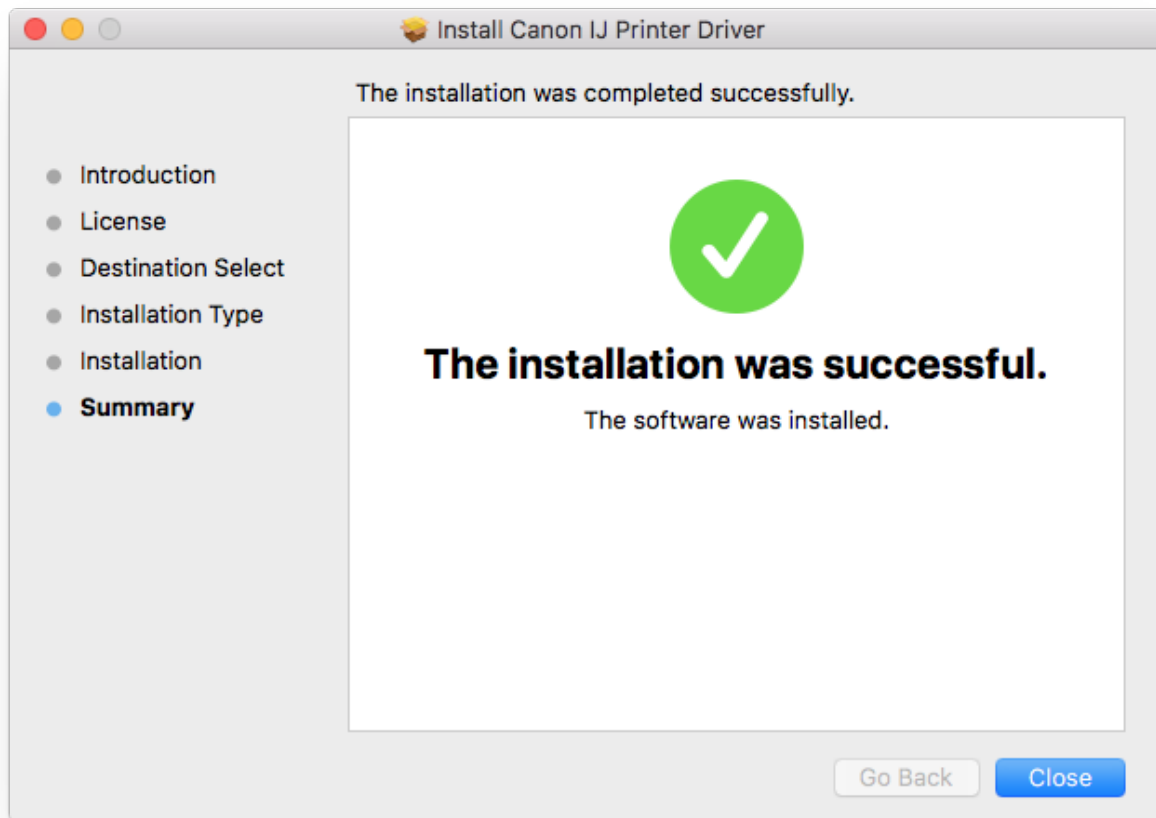 Install Canon IJ Printer Driver
The installation was completed successfully.
Introduction
License
Destination Select
Installation Type
Installation
Summary
The installation was successful.
The software was installed.
Go Back
Close